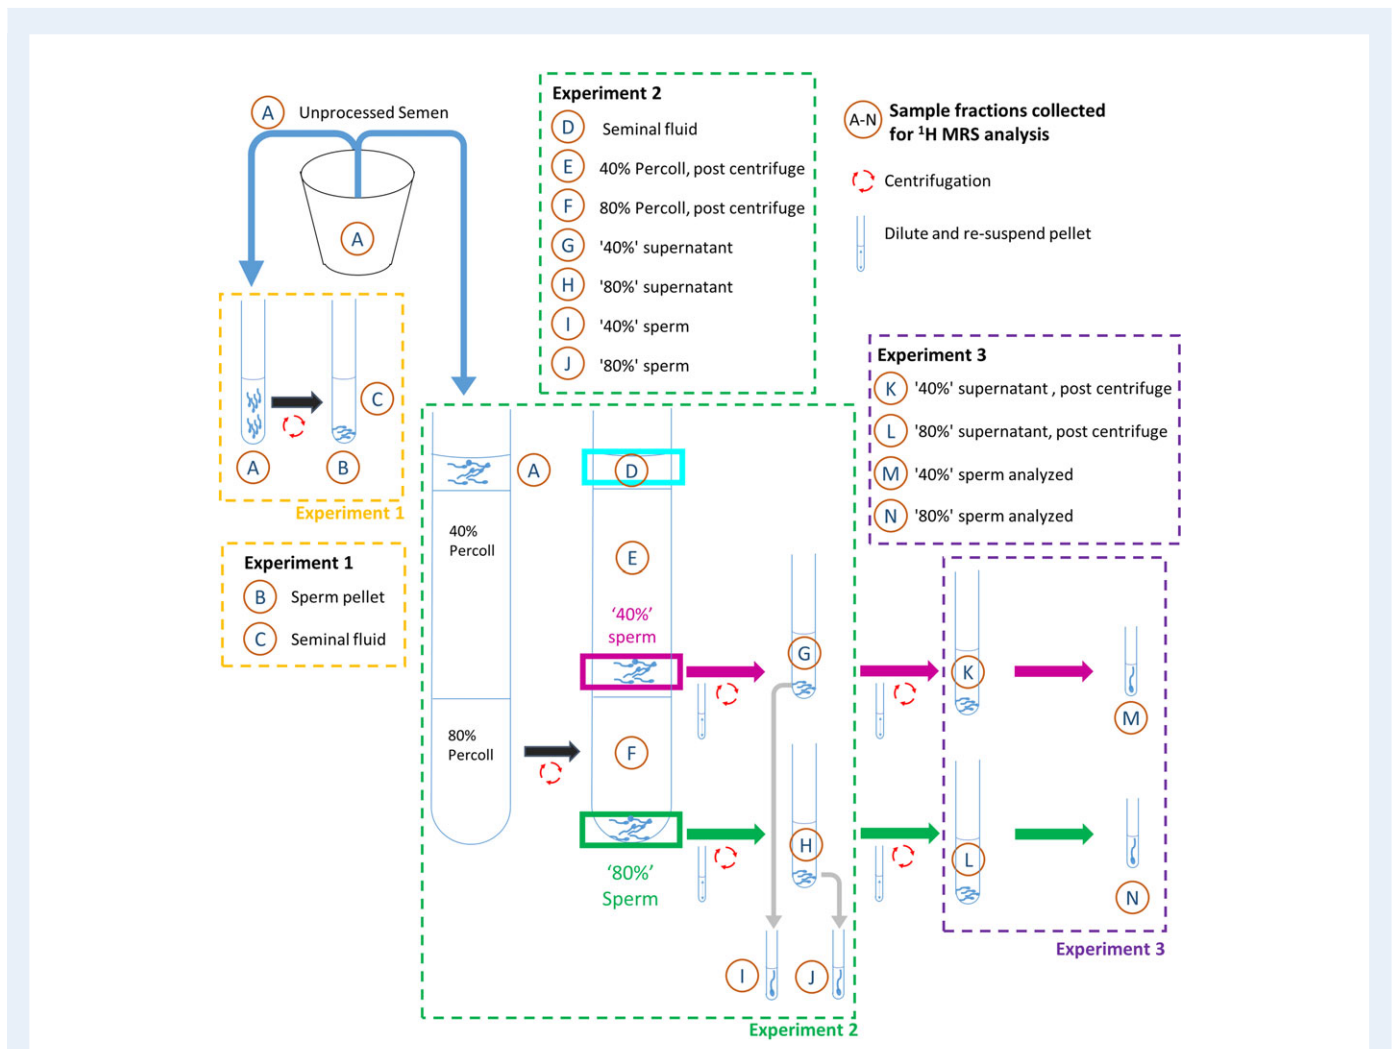 A Unprocessed Semen
A
A
B
C
Experiment 1
Experiment 1
B Sperm pellet
C Seminal fluid
Experiment 2
D Seminal fluid
E 40% Percoll, post centrifuge
F 80% Percoll, post centrifuge
G '40%' supernatant
H '80%' supernatant
I '40%' sperm
J '80%' sperm
A-N Sample fractions collected
for ¹H MRS analysis
Centrifugation
Dilute and re-suspend pellet
Experiment 3
K '40%' supernatant , post centrifuge
L '80%' supernatant, post centrifuge
M '40%' sperm analyzed
N '80%' sperm analyzed
A
40%
Percoll
80%
Percoll
D
E
'40%'
sperm
F
'80%'
Sperm
G
H
I
J
Experiment 2
K
L
M
N
Experiment 3